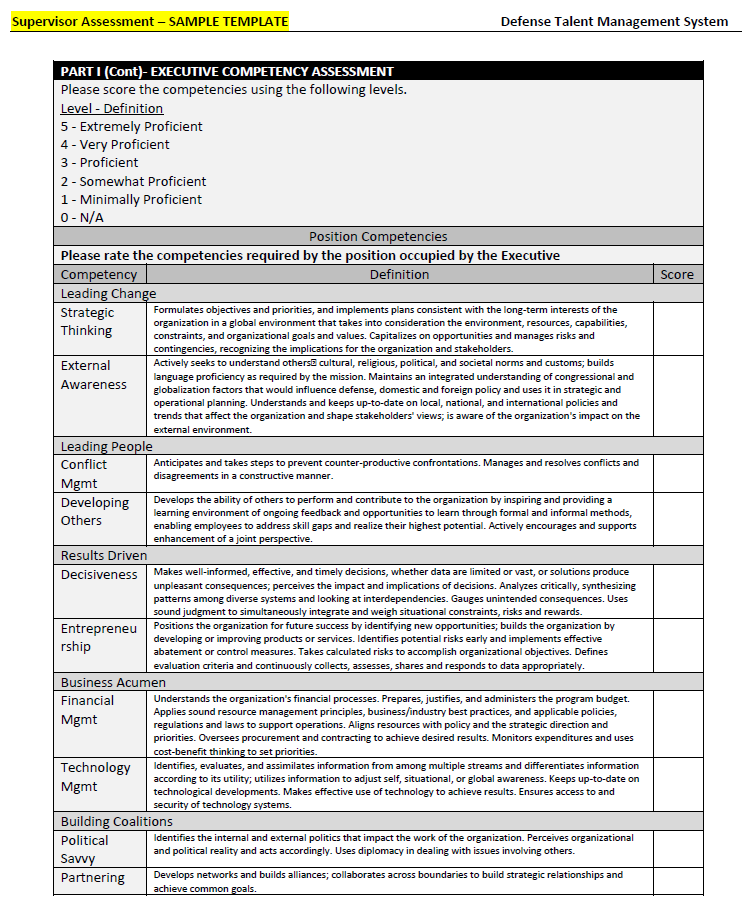 Supervisor Assessment – SAMPLE TEMPLATE
Defense Talent Management System
PART I (Cont)- EXECUTIVE COMPETENCY ASSESSMENT
Please score the competencies using the following levels.
Level - Definition
5 - Extremely Proficient
4 - Very Proficient
3 - Proficient
2 - Somewhat Proficient
1 - Minimally Proficient
0 - N/A
Position Competencies
Please rate the competencies required by the position occupied by the Executive
Competency
Definition
Score
Leading Change
Strategic
Thinking
Formulates objectives and priorities, and implements plans consistent with the long-term interests of the
organization in a global environment that takes into consideration the environment, resources, capabilities,
constraints, and organizational goals and values. Capitalizes on opportunities and manages risks and
contingencies, recognizing the implications for the organization and stakeholders.
External
Awareness
Actively seeks to understand others⍰ cultural, religious, political, and societal norms and customs; builds
language proficiency as required by the mission. Maintains an integrated understanding of congressional and
globalization factors that would influence defense, domestic and foreign policy and uses it in strategic and
operational planning. Understands and keeps up-to-date on local, national, and international policies and
trends that affect the organization and shape stakeholders' views; is aware of the organization's impact on the
external environment.
Leading People
Conflict
Mgmt
Anticipates and takes steps to prevent counter-productive confrontations. Manages and resolves conflicts and
disagreements in a constructive manner.
Developing
Others
Develops the ability of others to perform and contribute to the organization by inspiring and providing a
learning environment of ongoing feedback and opportunities to learn through formal and informal methods,
enabling employees to address skill gaps and realize their highest potential. Actively encourages and supports
enhancement of a joint perspective.
Results Driven
Decisiveness
Makes well-informed, effective, and timely decisions, whether data are limited or vast, or solutions produce
unpleasant consequences; perceives the impact and implications of decisions. Analyzes critically, synthesizing
patterns among diverse systems and looking at interdependencies. Gauges unintended consequences. Uses
sound judgment to simultaneously integrate and weigh situational constraints, risks and rewards.
Entrepreneu
rship
Positions the organization for future success by identifying new opportunities; builds the organization by
developing or improving products or services. Identifies potential risks early and implements effective
abatement or control measures. Takes calculated risks to accomplish organizational objectives. Defines
evaluation criteria and continuously collects, assesses, shares and responds to data appropriately.
Business Acumen
Financial
Mgmt
Understands the organization's financial processes. Prepares, justifies, and administers the program budget.
Applies sound resource management principles, business/industry best practices, and applicable policies,
regulations and laws to support operations. Aligns resources with policy and the strategic direction and
priorities. Oversees procurement and contracting to achieve desired results. Monitors expenditures and uses
cost-benefit thinking to set priorities.
Technology
Mgmt
Identifies, evaluates, and assimilates information from among multiple streams and differentiates information
according to its utility; utilizes information to adjust self, situational, or global awareness. Keeps up-to-date on
technological developments. Makes effective use of technology to achieve results. Ensures access to and
security of technology systems.
Building Coalitions
Political
Savvy
Identifies the internal and external politics that impact the work of the organization. Perceives organizational
and political reality and acts accordingly. Uses diplomacy in dealing with issues involving others.
Partnering
Develops networks and builds alliances; collaborates across boundaries to build strategic relationships and
achieve common goals.